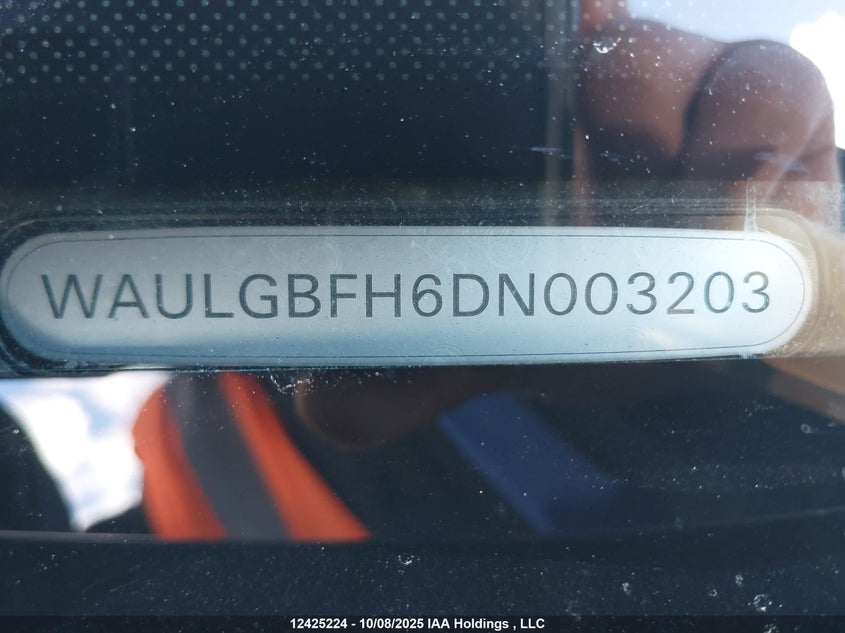 WAULGBFH6DN003203
12425224 - 10/08/2025 IAA Holdings , LLC